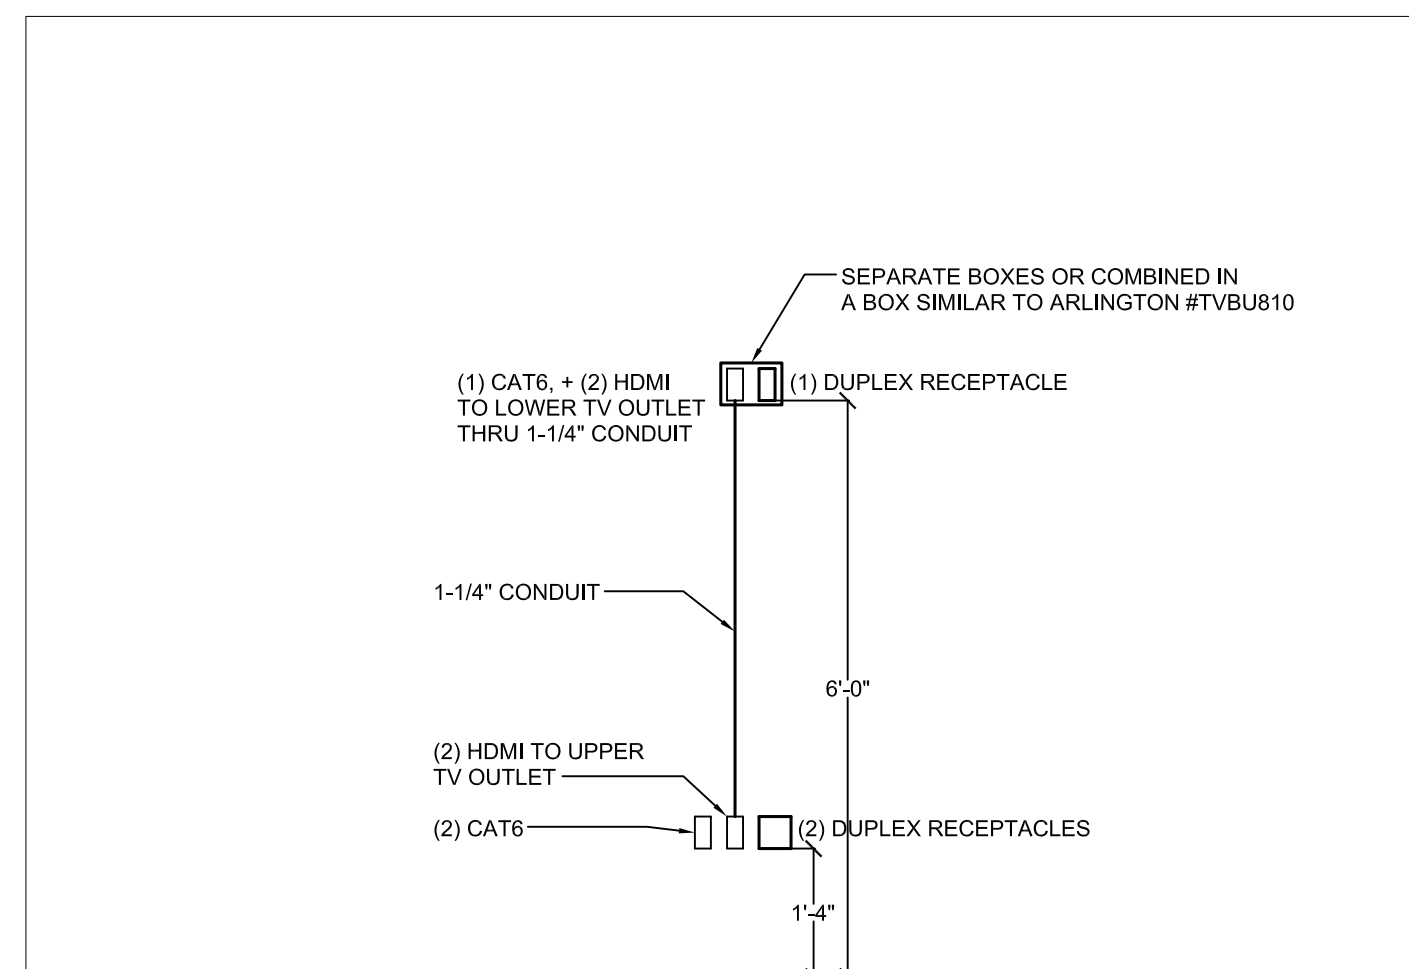 SEPARATE BOXES OR COMBINED IN
A BOX SIMILAR TO ARLINGTON #TVBU810
(1) CAT6, + (2) HDMI
TO LOWER TV OUTLET
THRU 1-1/4" CONDUIT
(1) DUPLEX RECEPTACLE
1-1/4" CONDUIT
6'-0"
(2) HDMI TO UPPER
TV OUTLET
(2) CAT6
(2) DUPLEX RECEPTACLES
1'-4"